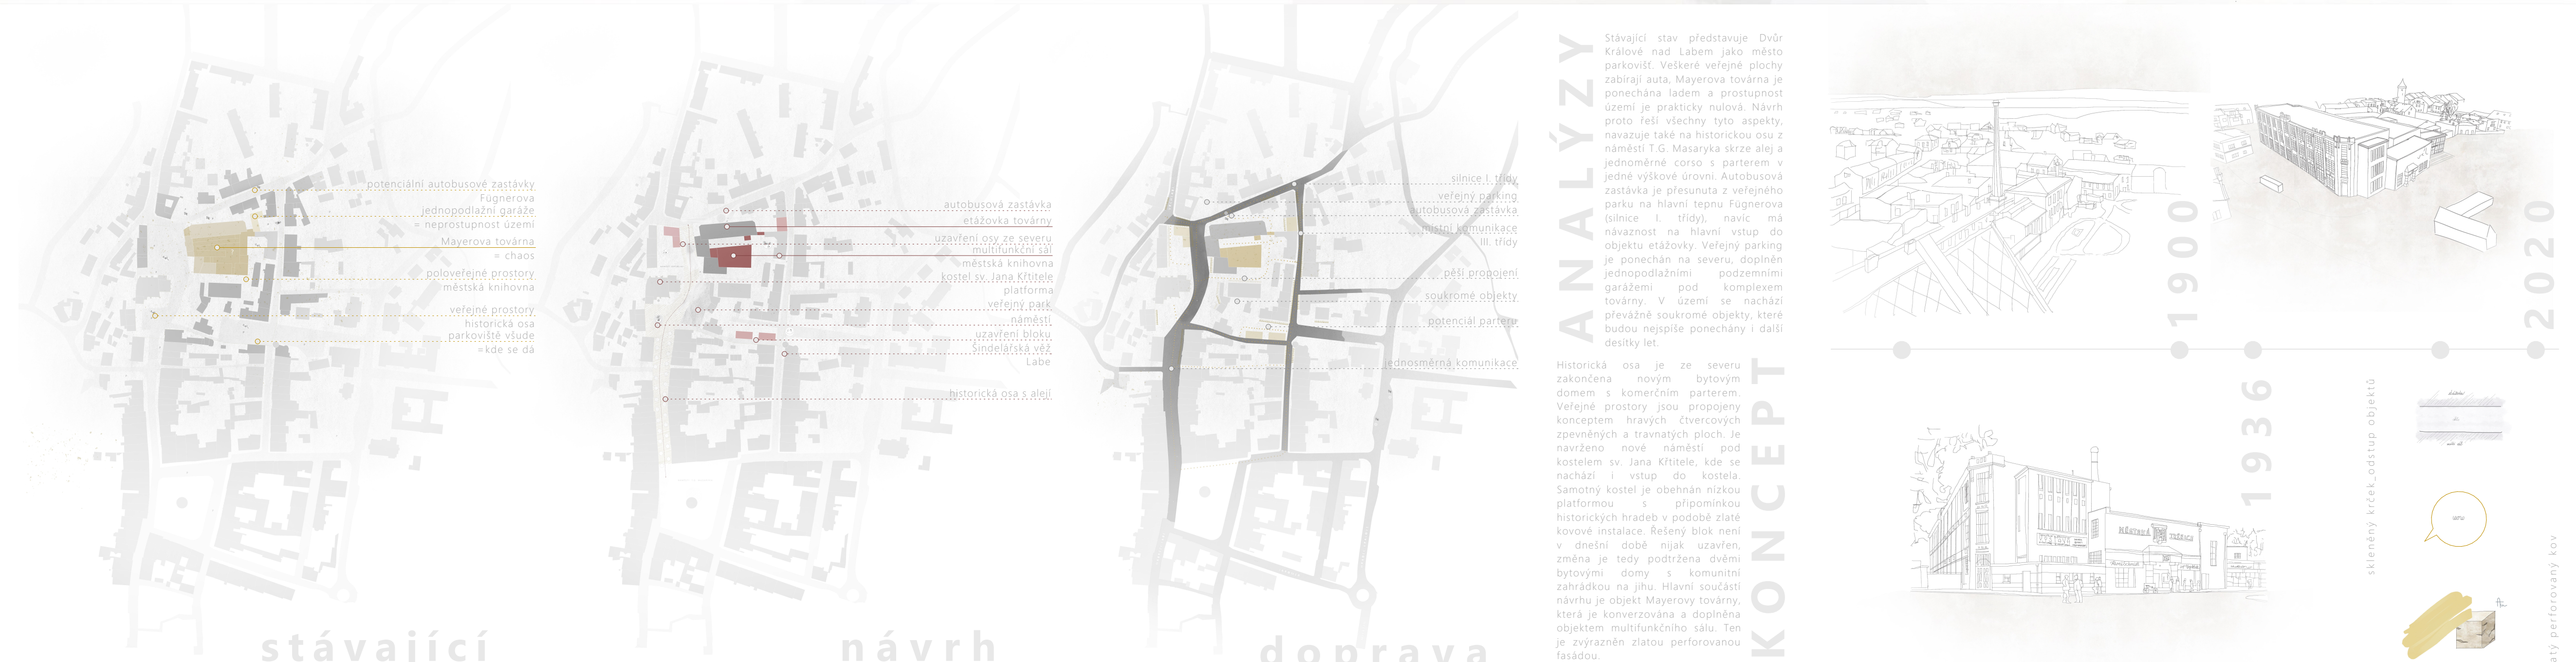 potenciální autobusové zastávky
Fügnerova
jednopodlažní garáže
= neprostupnost území
Mayerova továrna
= chaos
poloveřejné prostory
městská knihovna
veřejné prostory
historická osa
parkoviště všude
=kde se dá
stávající
autobusová zastávka
etážovka továrny
uzavření osy ze severu
multifunkční sál
městská knihovna
kostel sv. Jana Křtitele
platforma
veřejný park
náměstí
uzavření bloku
Šindelářská věž
Labe
historická osa s alejí
návrh
silnice I. třídy
veřejný parking
autobusová zastávka
místní komunikace
III. třídy
pěší propojení
soukromé objekty
potenciál parteru
jednosměrná komunikace
doprava
ANALÝZY
Stávající stav představuje Dvůr
Králové nad Labem jako město
parkovišť. Veškeré veřejné plochy
zabírají auta, Mayerova továrna je
ponechána ladem a prostupnost
území je prakticky nulová. Návrh
proto řeší všechny tyto aspekty,
navazuje také na historickou osu z
náměstí T.G. Masaryka skrze alej a
jednoměrné corso s parterem v
jedné výškové úrovni. Autobusová
zastávka je přesunuta z veřejného
parku na hlavní tepnu Fügnerova
(silnice I. třídy), navíc má
návaznost na hlavní vstup do
objektu etážovky. Veřejný parking
je ponechán na severu, doplněn
jednopodlažními podzemními
garážemi pod komplexem
továrny. V území se nachází
převážně soukromé objekty, které
budou nejspíše ponechány i další
desítky let.
KONCEPT
Historická osa je ze severu
zakončena novým bytovým
domem s komerčním parterem.
Veřejné prostory jsou propojeny
konceptem hravých čtvercových
zpevněných a travnatých ploch. Je
navrženo nové náměstí pod
kostelem sv. Jana Křtitele, kde se
nachází i vstup do kostela.
Samotný kostel je obehnán nízkou
platformou s připomínkou
historických hradeb v podobě zlaté
kovové instalace. Řešený blok není
v dnešní době nijak uzavřen,
změna je tedy podtržena dvěmi
bytovými domy s komunitní
zahrádkou na jihu. Hlavní součástí
návrhu je objekt Mayerovy továrny,
která je konverzována a doplněna
objektem multifunkčního sálu. Ten
je zvýrazněn zlatou perforovanou
fasádou.
1900
2020
1936
MĚSTSKÁ TRŽNICE
skleněný krček_odstup objektů
atý perforovaný kov